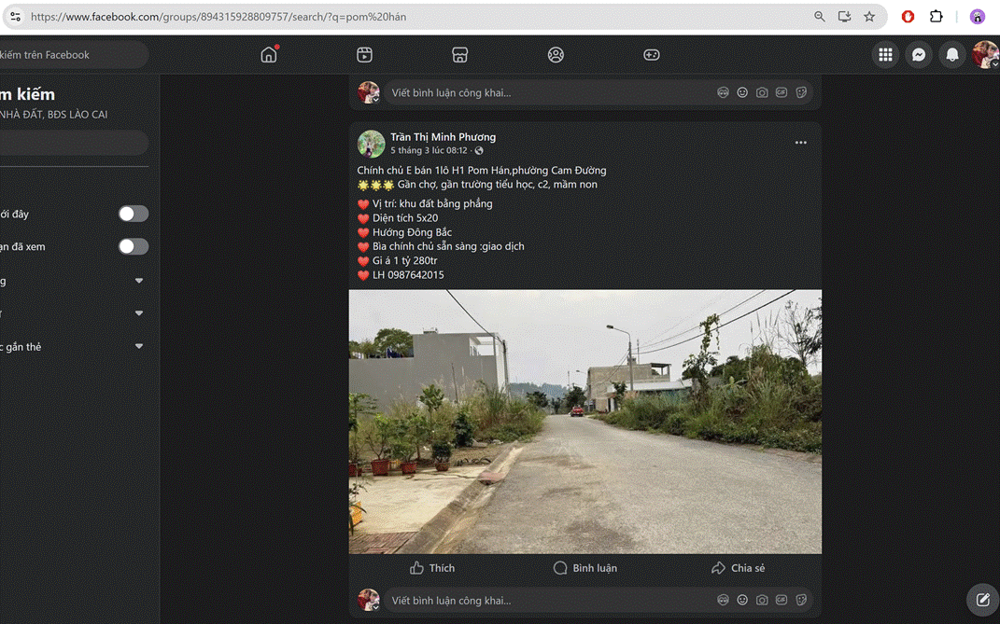 https://www.facebook.com/groups/894315928809757/search/?q=pom%20hán
kiếm trên Facebook
m kiếm
NHÀ ĐẤT, BĐS LÀO CAI
ới đây
ạn đã xem
g
c gắn thẻ
Viết bình luận công khai...
Trần Thị Minh Phương
5 tháng 3 lúc 08:12 ·
Chính chủ E bán 1lô H1 Pom Hán,phường Cam Đường
🌟🌟🌟 Gần chợ, gần trường tiểu học, c2, mầm non
❤️ Vị trí: khu đất bằng phẳng
❤️ Diện tích 5x20
❤️ Hướng Đông Bắc
❤️ Bìa chính chủ sẵn sàng :giao dịch
❤️ Gi á 1 tỷ 280tr
❤️ LH 0987642015
Thích
Bình luận
Chia sẻ
Viết bình luận công khai...